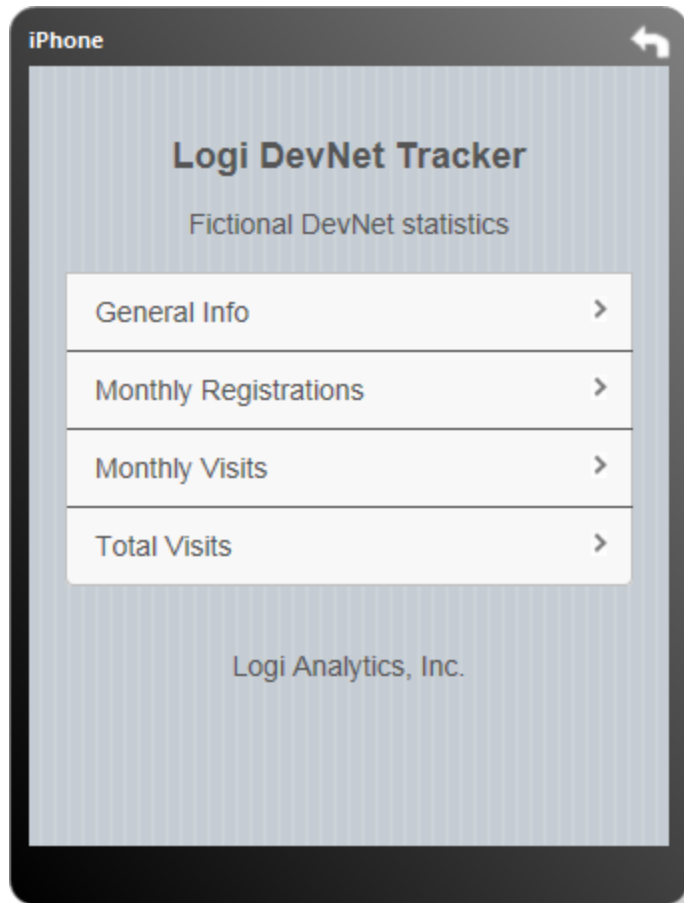 iPhone
Logi DevNet Tracker
Fictional DevNet statistics
General Info
Monthly Registrations
Monthly Visits
Total Visits
Logi Analytics, Inc.